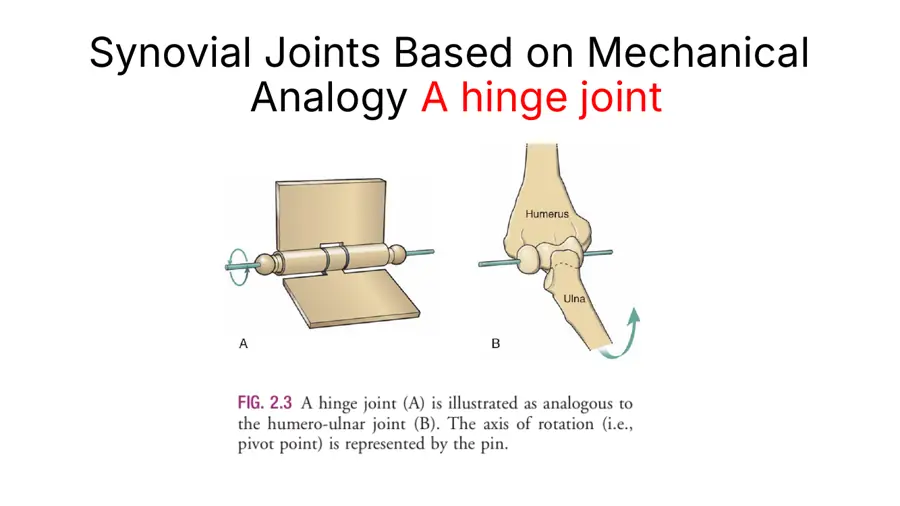 Synovial Joints Based on Mechanical
Analogy A hinge joint
Humerus
Ulna
A
B
FIG. 2.3 A hinge joint (A) is illustrated as analogous to
the humero-ulnar joint (B). The axis of rotation (i.e.,
pivot point) is represented by the pin.